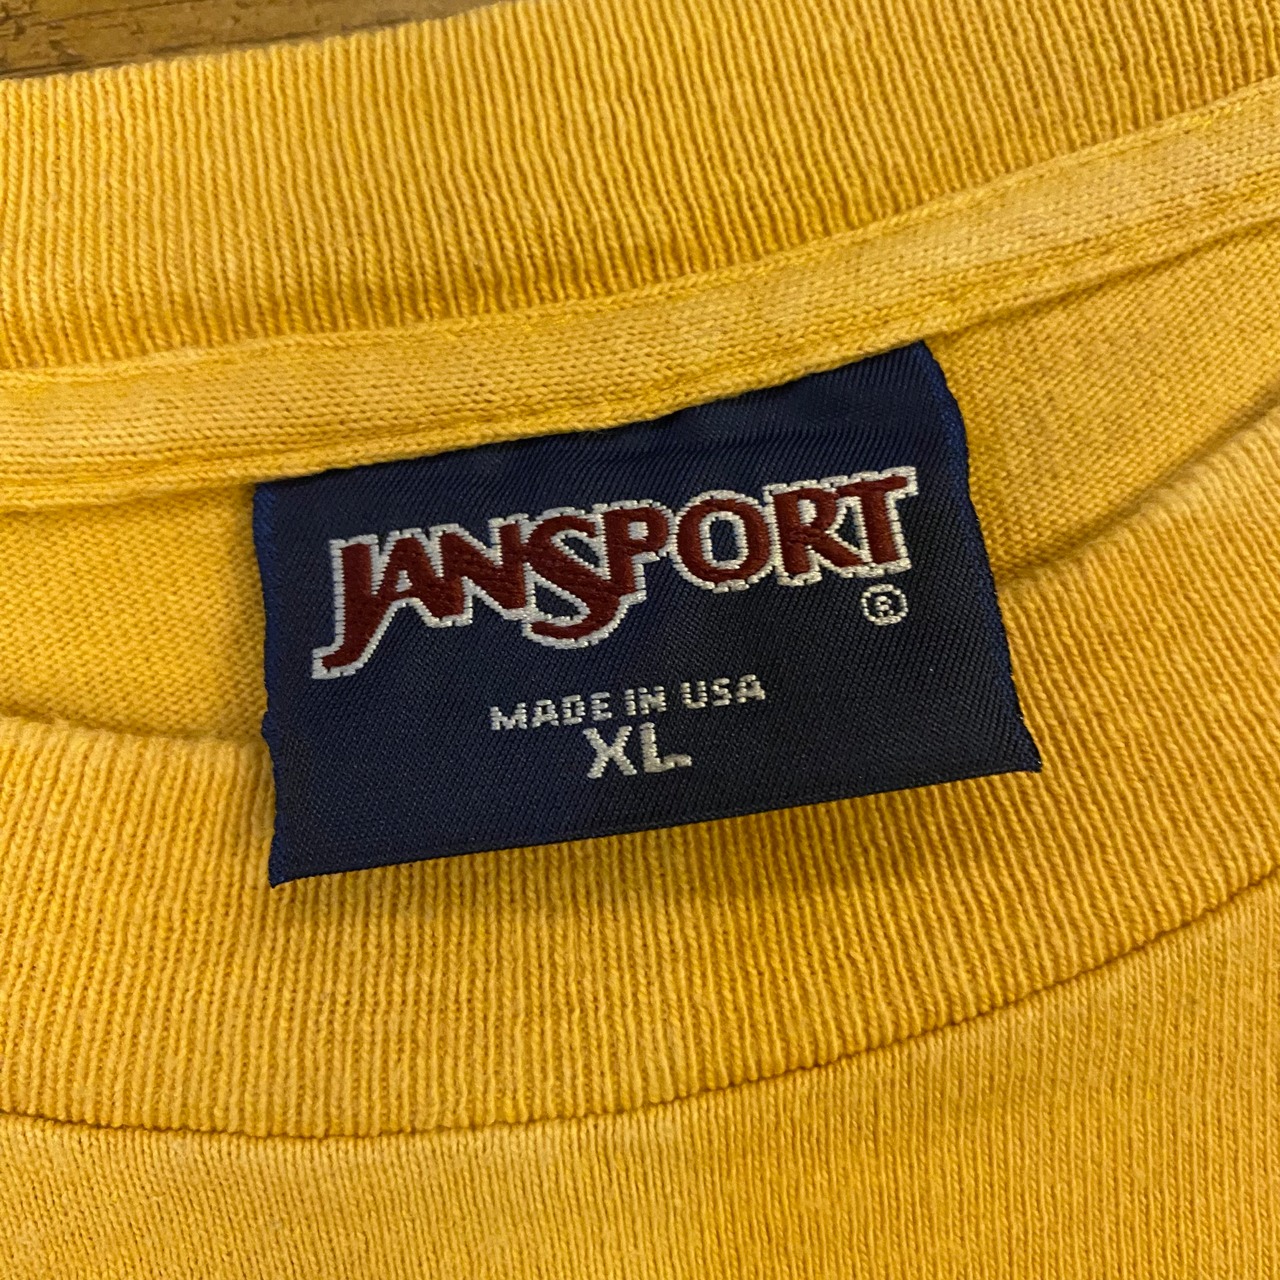 JANSPORT
®
MADE IN USA
XL